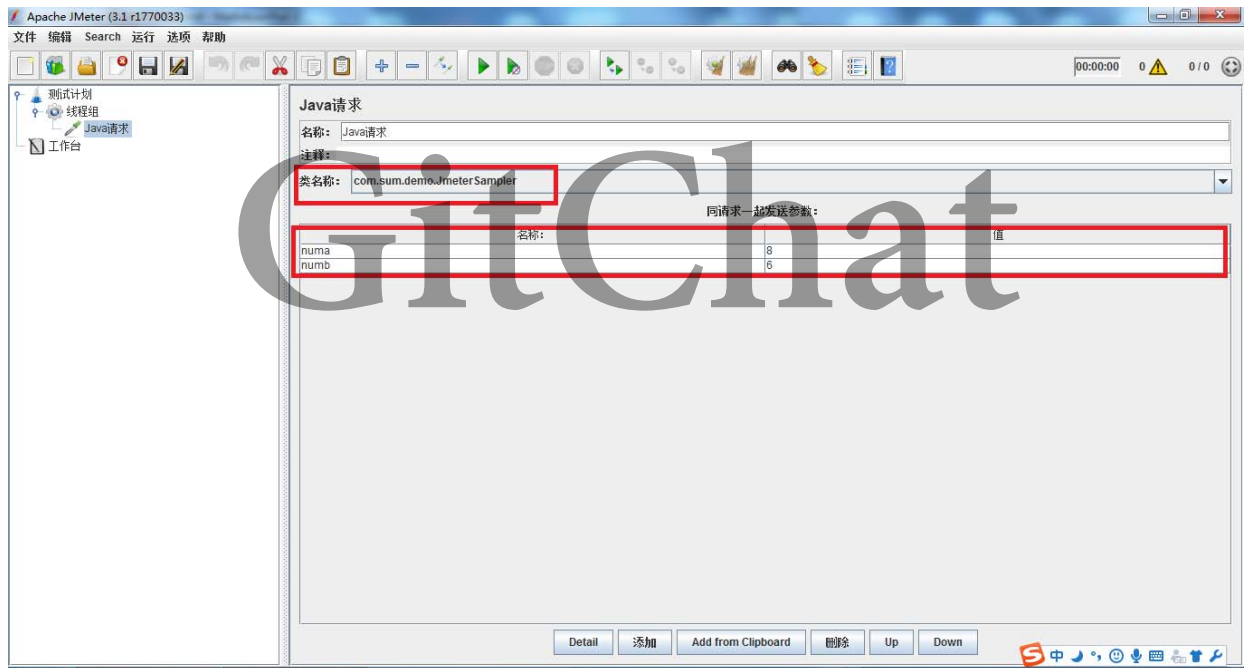 Apache JMeter (3.1 r1770033)
文件 编辑 Search 运行 选项 帮助
00:00:00 0 0 / 0
测试计划
线程组
Java请求
工作台
Java请求
名称： Java请求
注释：
类名称： com.sum.demo.JmeterSampler
同请求一起发送参数：
名称： 值
numa 8
numb 6
GitChat
Detail 添加 Add from Clipboard 删除 Up Down
中